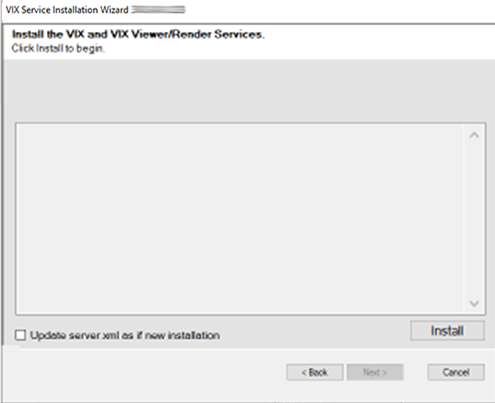 VIX Service Installation Wizard
Install the VIX and VIX Viewer/Render Services.
Click Install to begin.
Update server.xml as if new installation
Install
< Back
Next >
Cancel